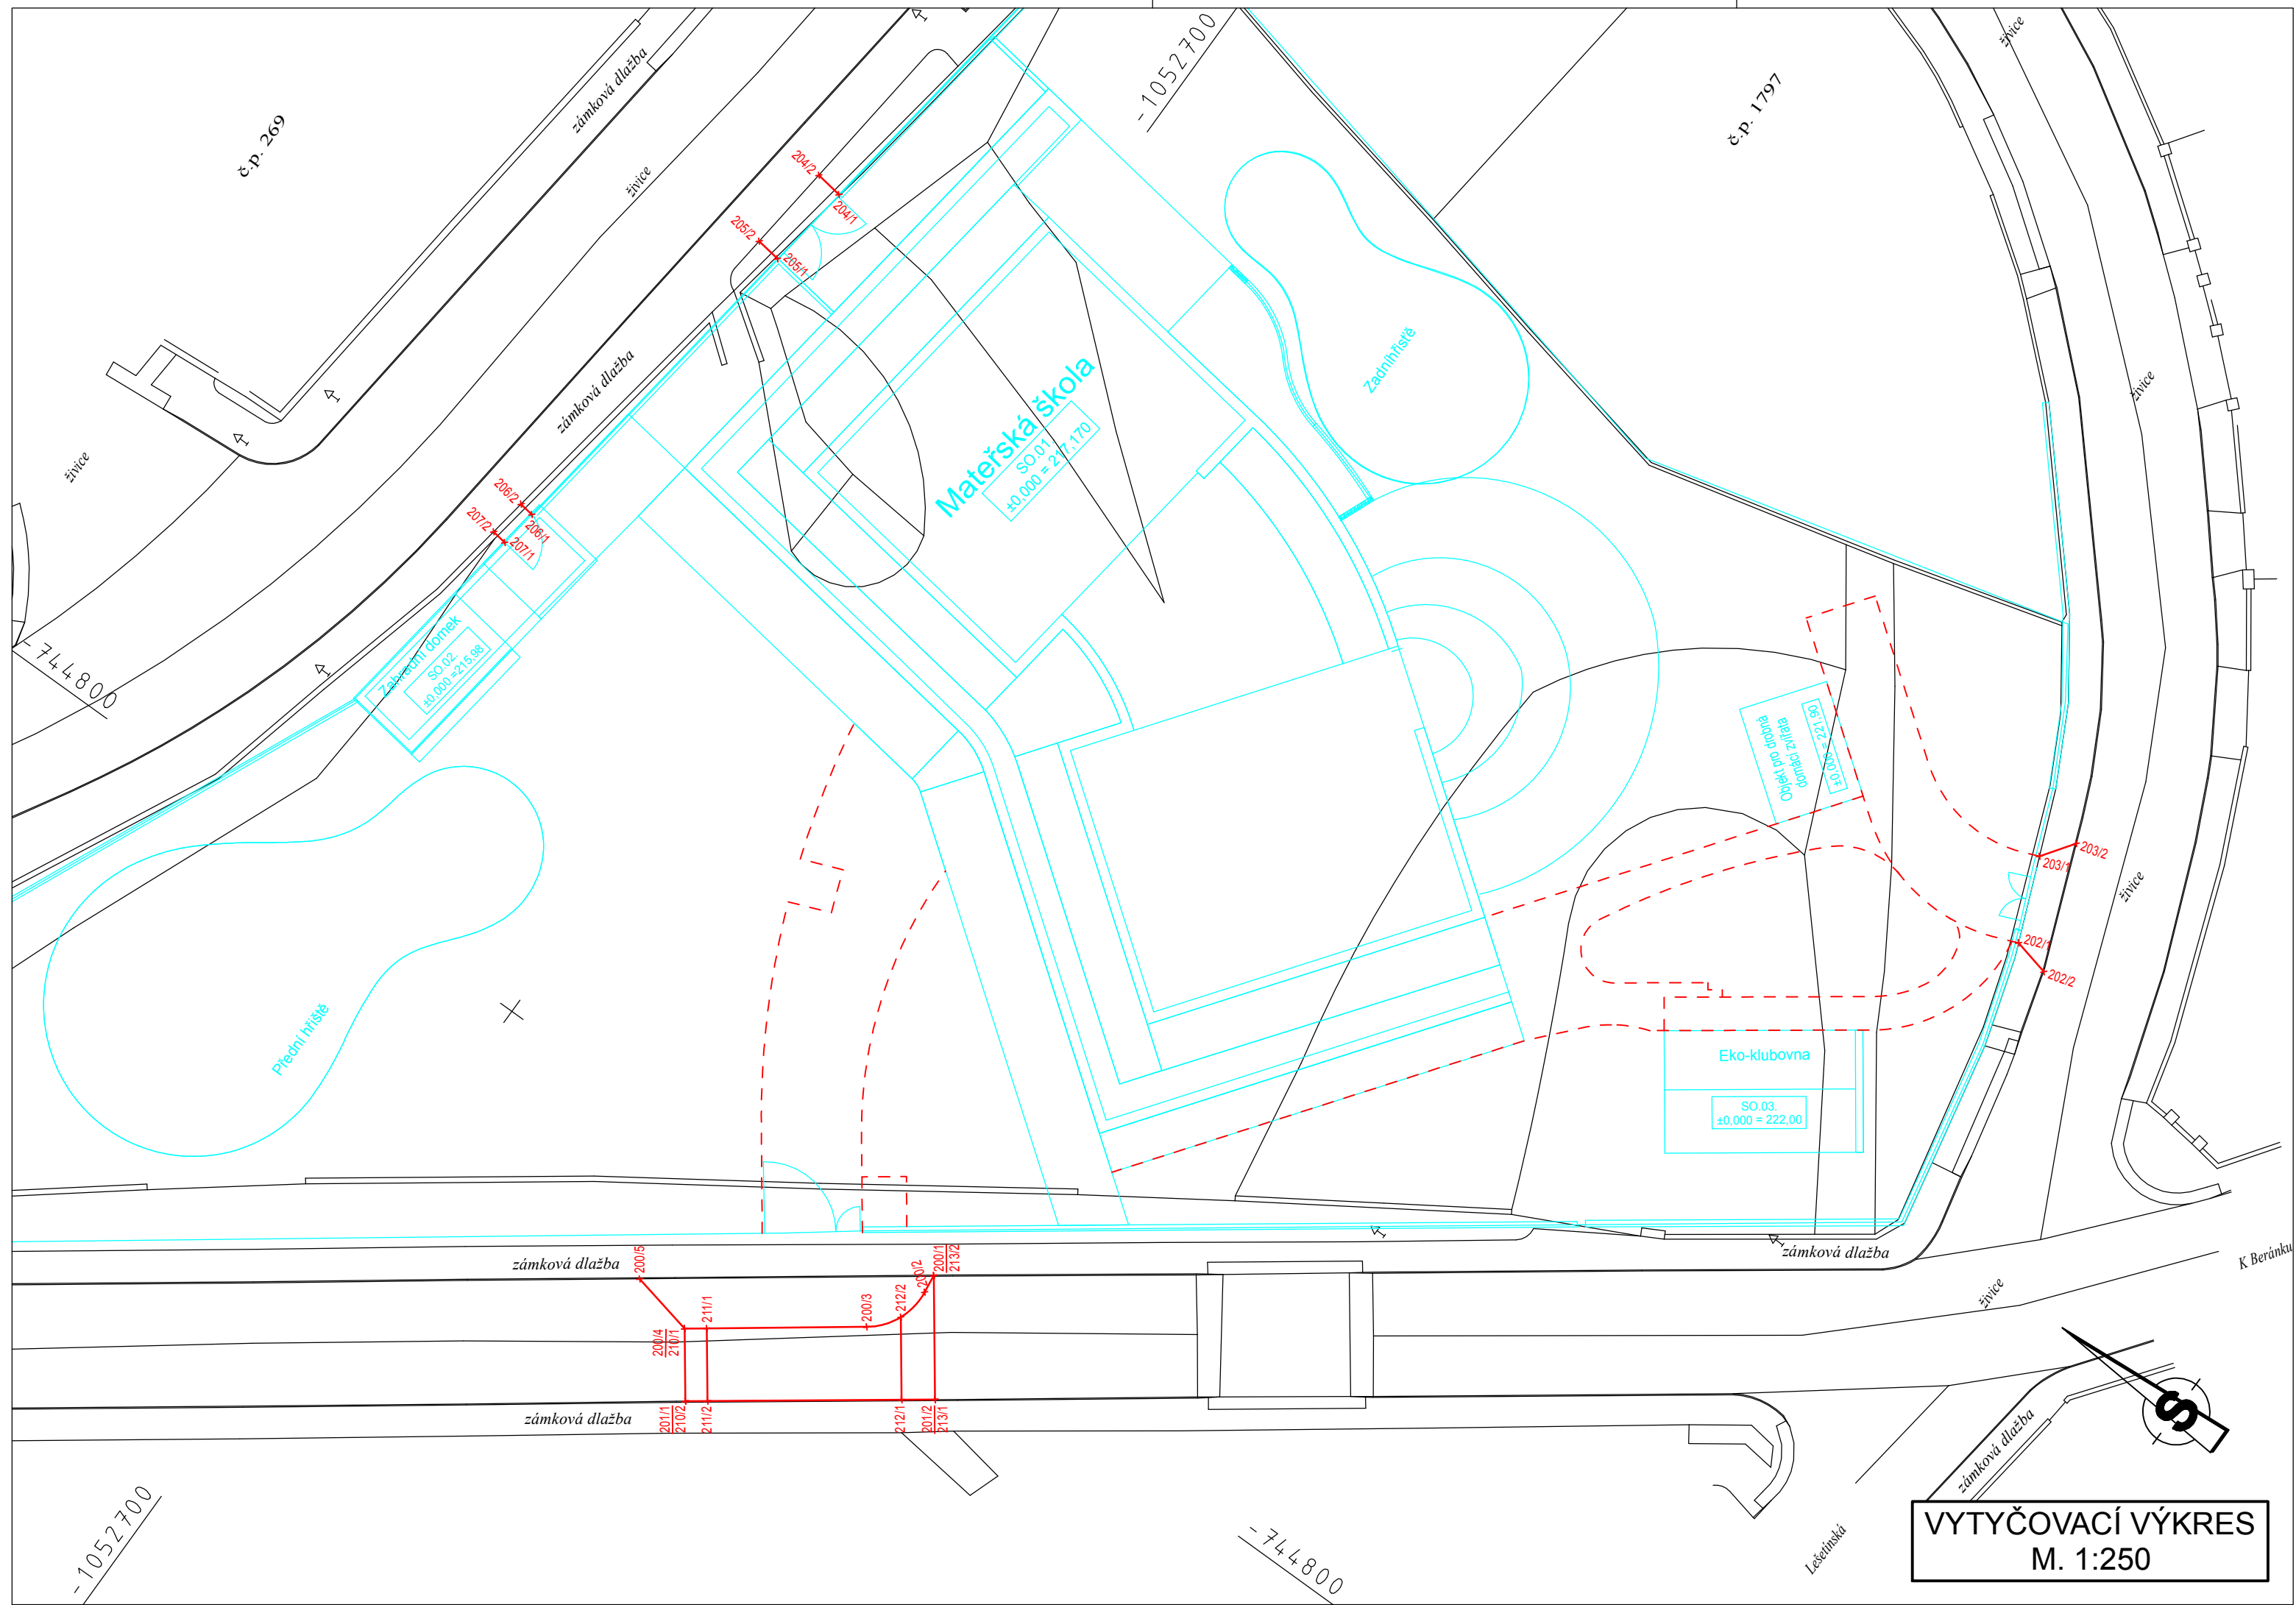 č.p. 269
zámková dlažba
živice
-1052700
č.p. 1797
živice
204/2
204/1
205/2
205/1
zámková dlažba
živice
Mateřská škola
SO.01.
±0,000 = 217,170
Zadníhřiště
živice
206/2
206/1
207/2
207/1
-744800
Zahradní domek
SO.02.
±0,000 =215,98
Objekt pro drobná
domácí zvířata
±0,000 = 221,90
203/2
203/1
živice
202/1
202/2
Přední hřiště
Eko-klubovna
SO.03.
±0,000 = 222,00
zámková dlažba
200/5
200/4
210/1
211/1
200/3
212/2
200/2
200/1
213/2
zámková dlažba
K Beránku
živice
zámková dlažba
201/1
210/2
211/2
212/1
201/2
213/1
S
zámková dlažba
-1052700
-744800
Lešetínská
VYTYČOVACÍ VÝKRES
M. 1:250